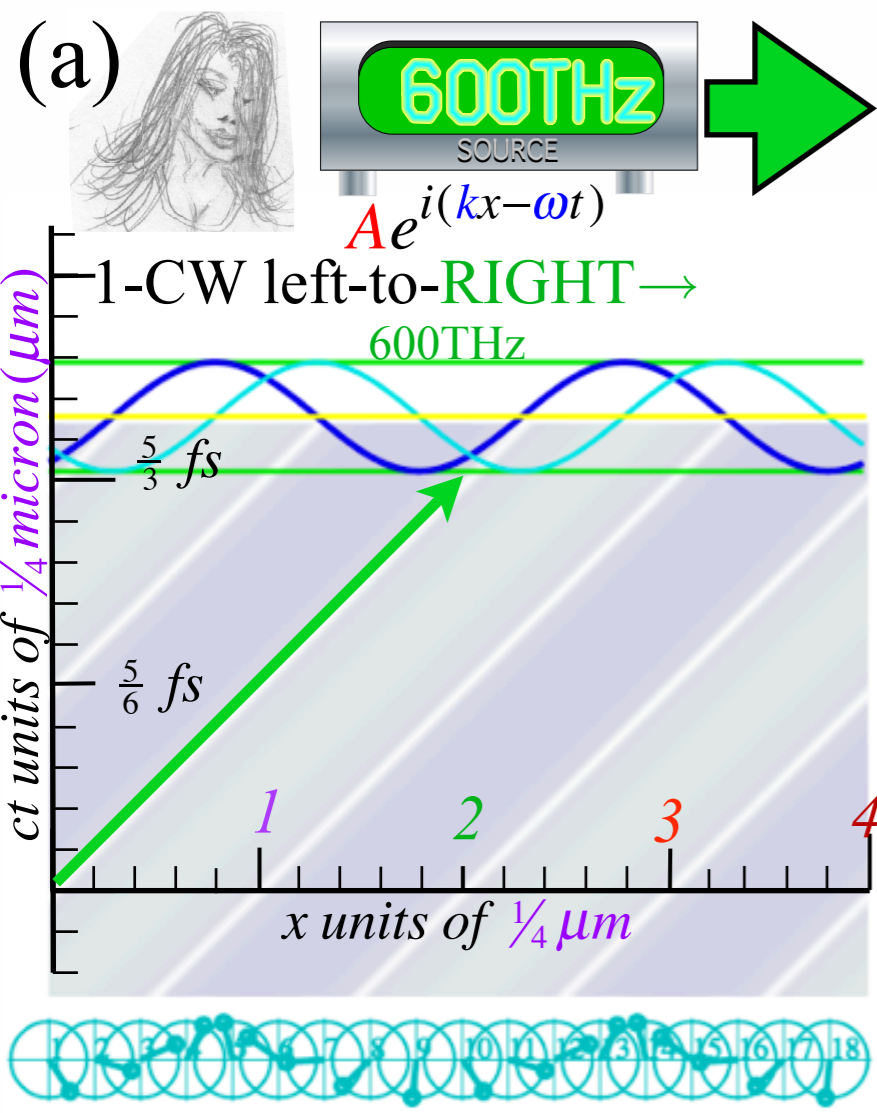 (a)
600THz
SOURCE
Ae^{i(kx−ωt)}
1-CW left-to-RIGHT→
600THz
ct units of ¼ micron(μm)
5/3 fs
5/6 fs
1 2 3 4
x units of ¼ μm
1 2 3 4 5 6 7 8 9 10 11 12 13 14 15 16 17 18